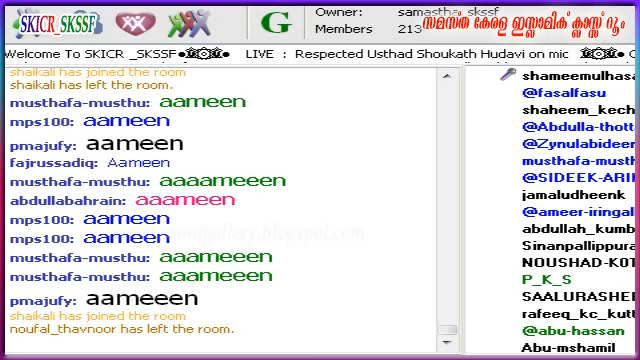 SKICR_SKSSF
G
Owner: samastha_skssf
Members 213
സമസ്ത കേരള ഇസ്ലാമിക് ക്ലാസ്സ് റൂം
Welcome To SKICR _SKSSF LIVE : Respected Usthad Shoukath Hudavi on mic
shaikali has joined the room
shaikali has left the room.
musthafa-musthu: aameen
mps100: aameen
pmajufy: aameen
fajrussadiq: Aameen
musthafa-musthu: aaaameeen
abdullabahrain: aaameen
mps100: aameen
mps100: aameen
musthafa-musthu: aaameeen
musthafa-musthu: aaameeen
pmajufy: aameeen
shaikali has joined the room
noufal_thavnoor has left the room.
shameemulhasa
@fasalfasu
shaheem_kech
@Abdulla-thott
@Zynulabideer
musthafa-musth
@SIDEEK-ARI
jamaludheenk
@ameer-iringal
abdullah_kumb
Sinanpallippura
NOUSHAD-KOT
P_K_S
SAALURASHE
rafeeq_kc_kutt
@abu-hassan
Abu-mshamil